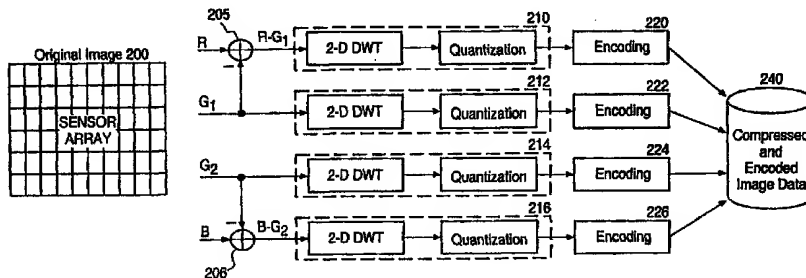 Original Image 200
SENSOR
ARRAY
205
R
R-G1
2-D DWT
Quantization
210
Encoding
220
G1
2-D DWT
Quantization
212
Encoding
222
240
Compressed
and
Encoded
Image Data
G2
2-D DWT
Quantization
214
Encoding
224
B
B-G2
206
2-D DWT
Quantization
216
Encoding
226